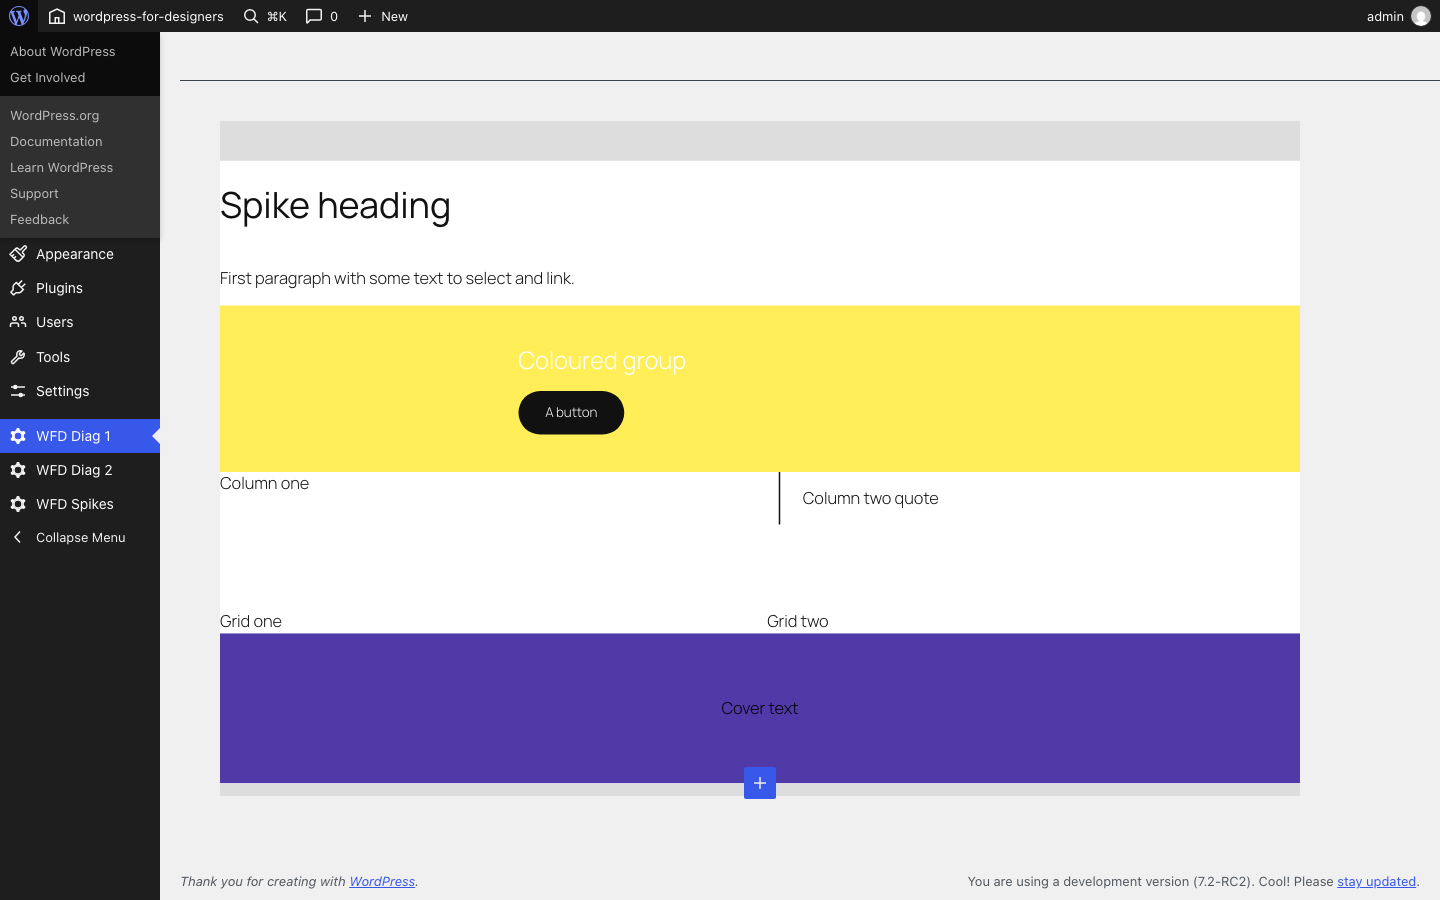 wordpress-for-designers
⌘K
0
New
admin
About WordPress
Get Involved
WordPress.org
Documentation
Learn WordPress
Support
Feedback
Appearance
Plugins
Users
Tools
Settings
WFD Diag 1
WFD Diag 2
WFD Spikes
Collapse Menu
Spike heading
First paragraph with some text to select and link.
Coloured group
A button
Column one
Column two quote
Grid one
Grid two
Cover text
Thank you for creating with WordPress.
You are using a development version (7.2-RC2). Cool! Please stay updated.